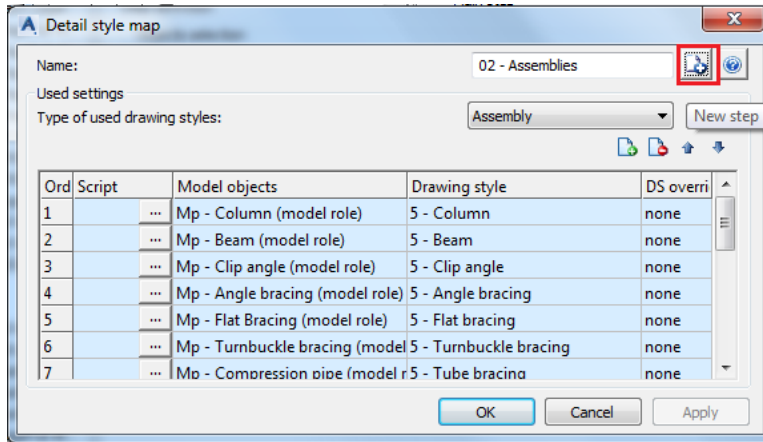 Detail style map
Name: 02 - Assemblies
Used settings
Type of used drawing styles: Assembly New step
Ord Script Model objects Drawing style DS overri
1 ... Mp - Column (model role) 5 - Column none
2 ... Mp - Beam (model role) 5 - Beam none
3 ... Mp - Clip angle (model role) 5 - Clip angle none
4 ... Mp - Angle bracing (model role) 5 - Angle bracing none
5 ... Mp - Flat Bracing (model role) 5 - Flat bracing none
6 ... Mp - Turnbuckle bracing (model 5 - Turnbuckle bracing none
7 ... Mp - Compression pipe (model r 5 - Tube bracing none
OK Cancel Apply